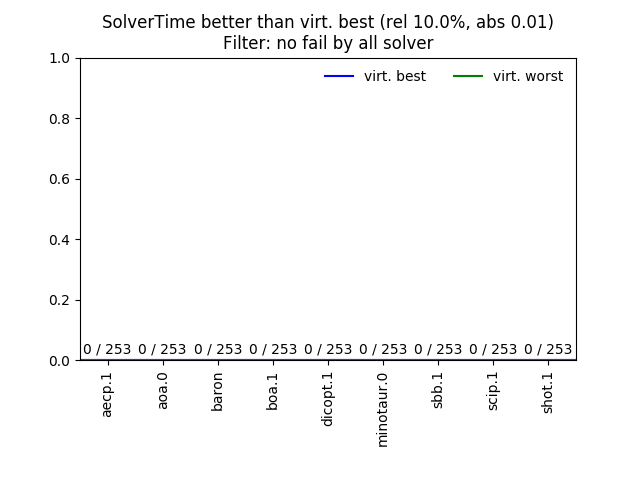 SolverTime better than virt. best (rel 10.0%, abs 0.01)
Filter: no fail by all solver
virt. best
virt. worst
1.0
0.8
0.6
0.4
0.2
0.0
0 / 253
0 / 253
0 / 253
0 / 253
0 / 253
0 / 253
0 / 253
0 / 253
0 / 253
aecp.1
aoa.0
baron
boa.1
dicopt.1
minotaur.0
sbb.1
scip.1
shot.1